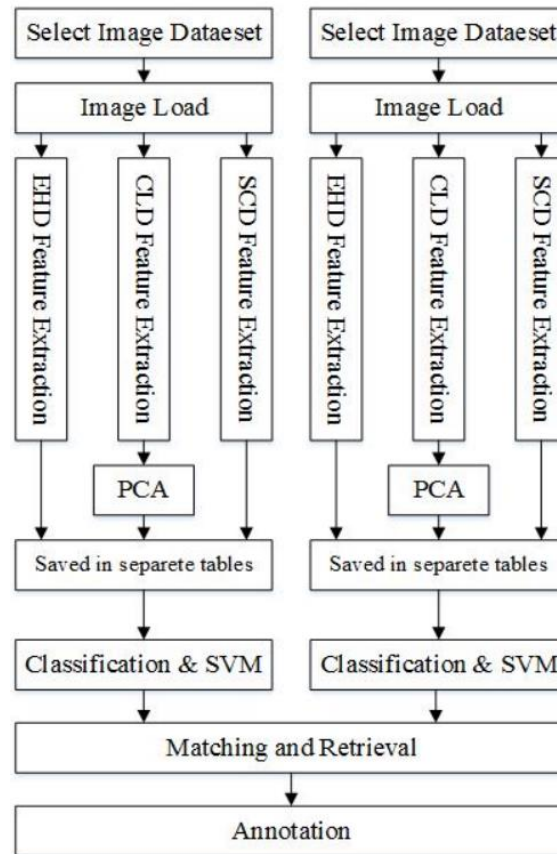 Select Image Dataeset
Select Image Dataeset
Image Load
Image Load
EHD Feature Extraction
CLD Feature Extraction
SCD Feature Extraction
EHD Feature Extraction
CLD Feature Extraction
SCD Feature Extraction
PCA
PCA
Saved in separete tables
Saved in separete tables
Classification & SVM
Classification & SVM
Matching and Retrieval
Annotation